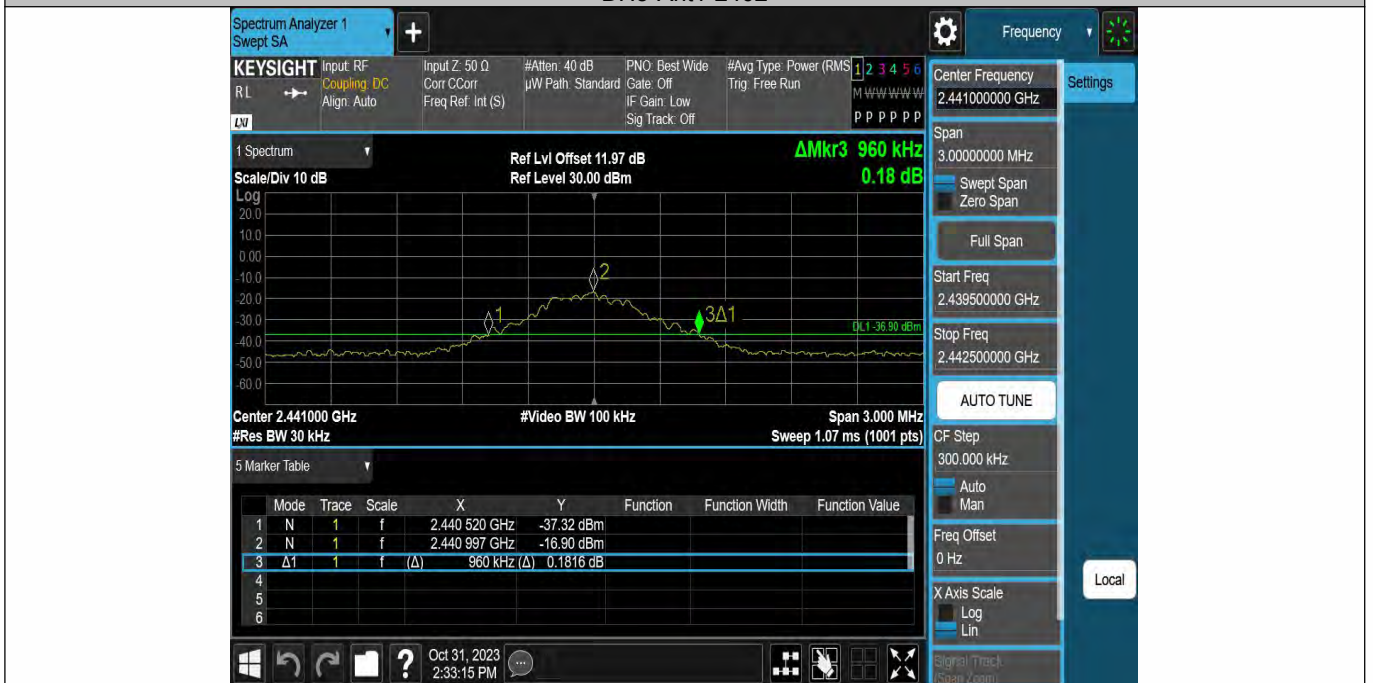 Spectrum Analyzer 1
Swept SA
+
Frequency
KEYSIGHT
RL
LXI
Input: RF
Coupling: DC
Align: Auto
Input Z: 50 Ω
Corr CCorr
Freq Ref: Int (S)
#Atten: 40 dB
µW Path: Standard
PNO: Best Wide
Gate: Off
IF Gain: Low
Sig Track: Off
#Avg Type: Power (RMS
Trig: Free Run
1 2 3 4 5 6
M W W W W W
P P P P P P
1 Spectrum
Scale/Div 10 dB
Ref Lvl Offset 11.97 dB
Ref Level 30.00 dBm
ΔMkr3 960 kHz
0.18 dB
Log
20.0
10.0
0.00
-10.0
-20.0
-30.0
-40.0
-50.0
-60.0
1
2
3Δ1
DL1 -36.90 dBm
Center 2.441000 GHz
#Video BW 100 kHz
Span 3.000 MHz
#Res BW 30 kHz
Sweep 1.07 ms (1001 pts)
5 Marker Table
Mode Trace Scale X Y Function Function Width Function Value
1 N 1 f 2.440 520 GHz -37.32 dBm
2 N 1 f 2.440 997 GHz -16.90 dBm
3 Δ1 1 f (Δ) 960 kHz (Δ) 0.1816 dB
4
5
6
?
Oct 31, 2023
2:33:15 PM
Center Frequency
2.441000000 GHz
Settings
Span
3.00000000 MHz
Swept Span
Zero Span
Full Span
Start Freq
2.439500000 GHz
Stop Freq
2.442500000 GHz
AUTO TUNE
CF Step
300.000 kHz
Auto
Man
Freq Offset
0 Hz
Local
X Axis Scale
Log
Lin
Signal Track
(Span Zoom)